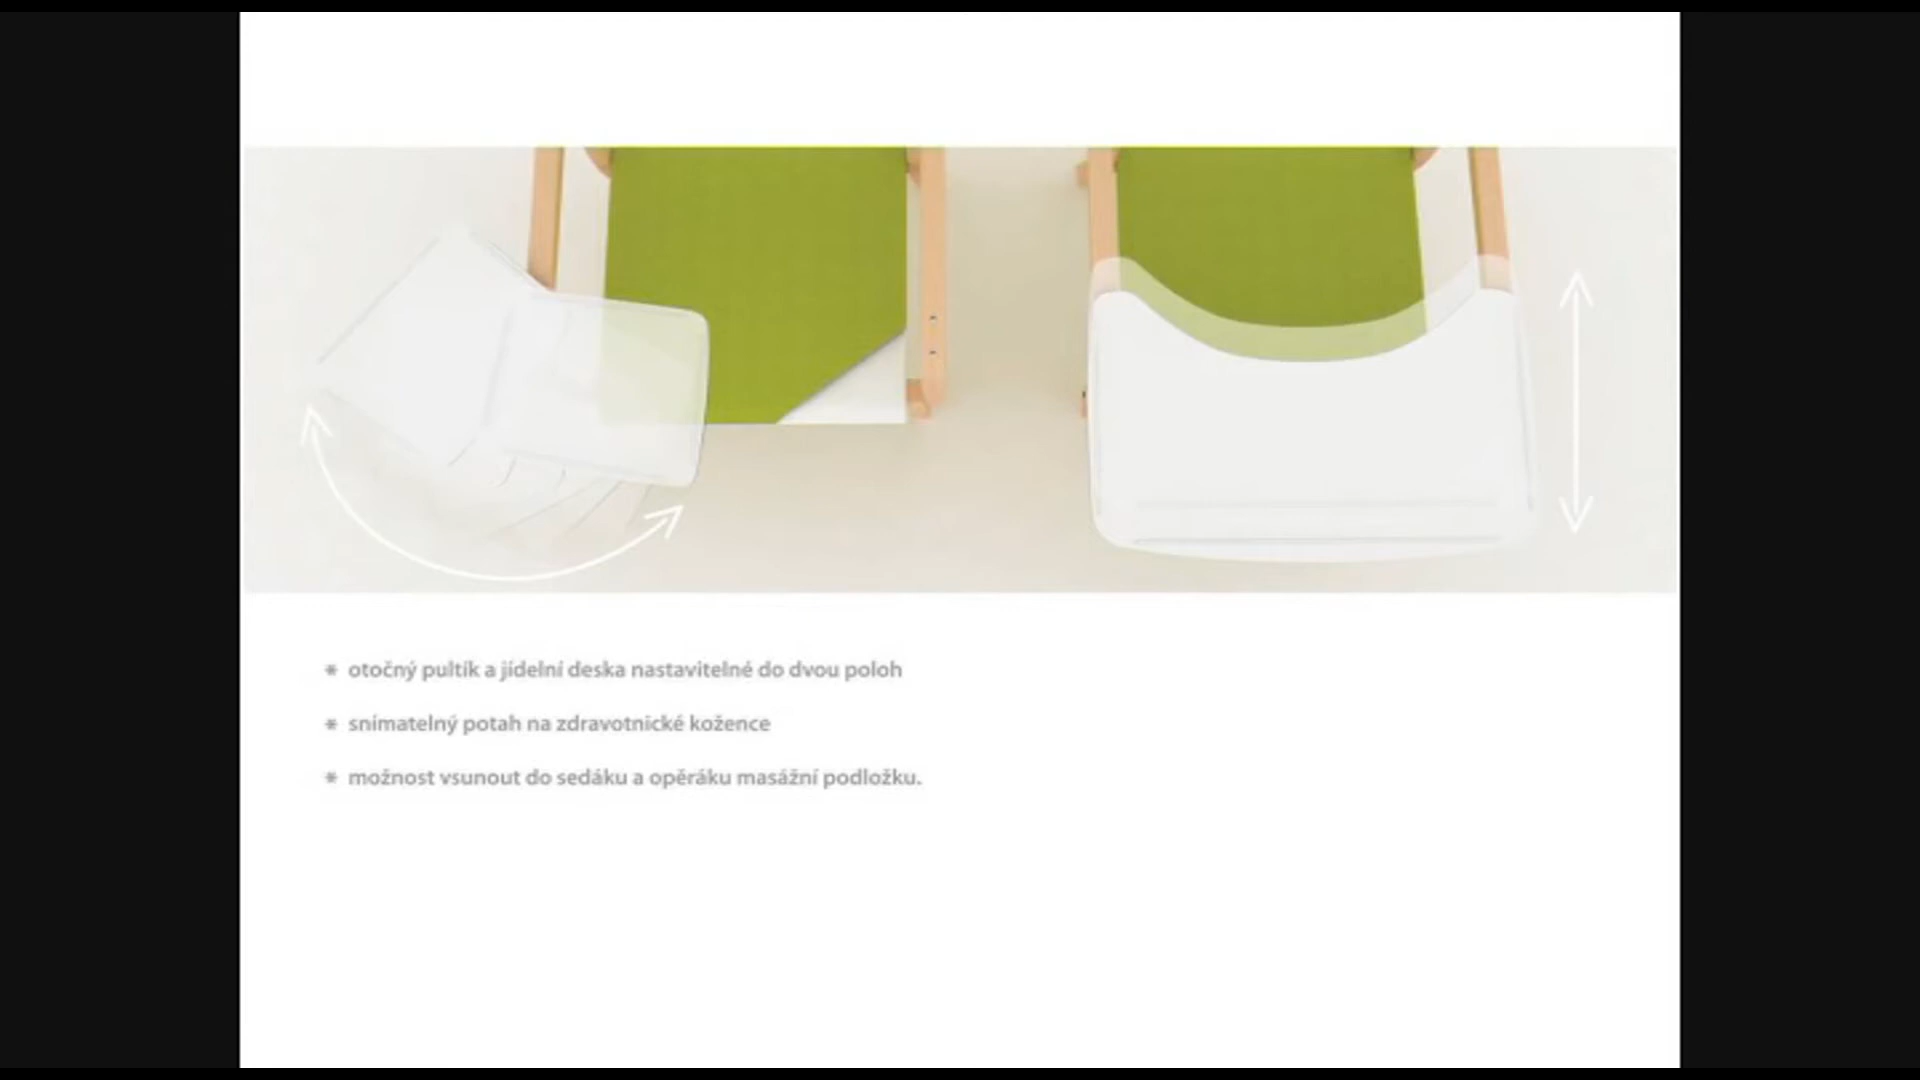 * otočný pultík a jídelní deska nastavitelné do dvou poloh
* snímatelný potah na zdravotnické kožence
* možnost vsunout do sedáku a opěráku masážní podložku.